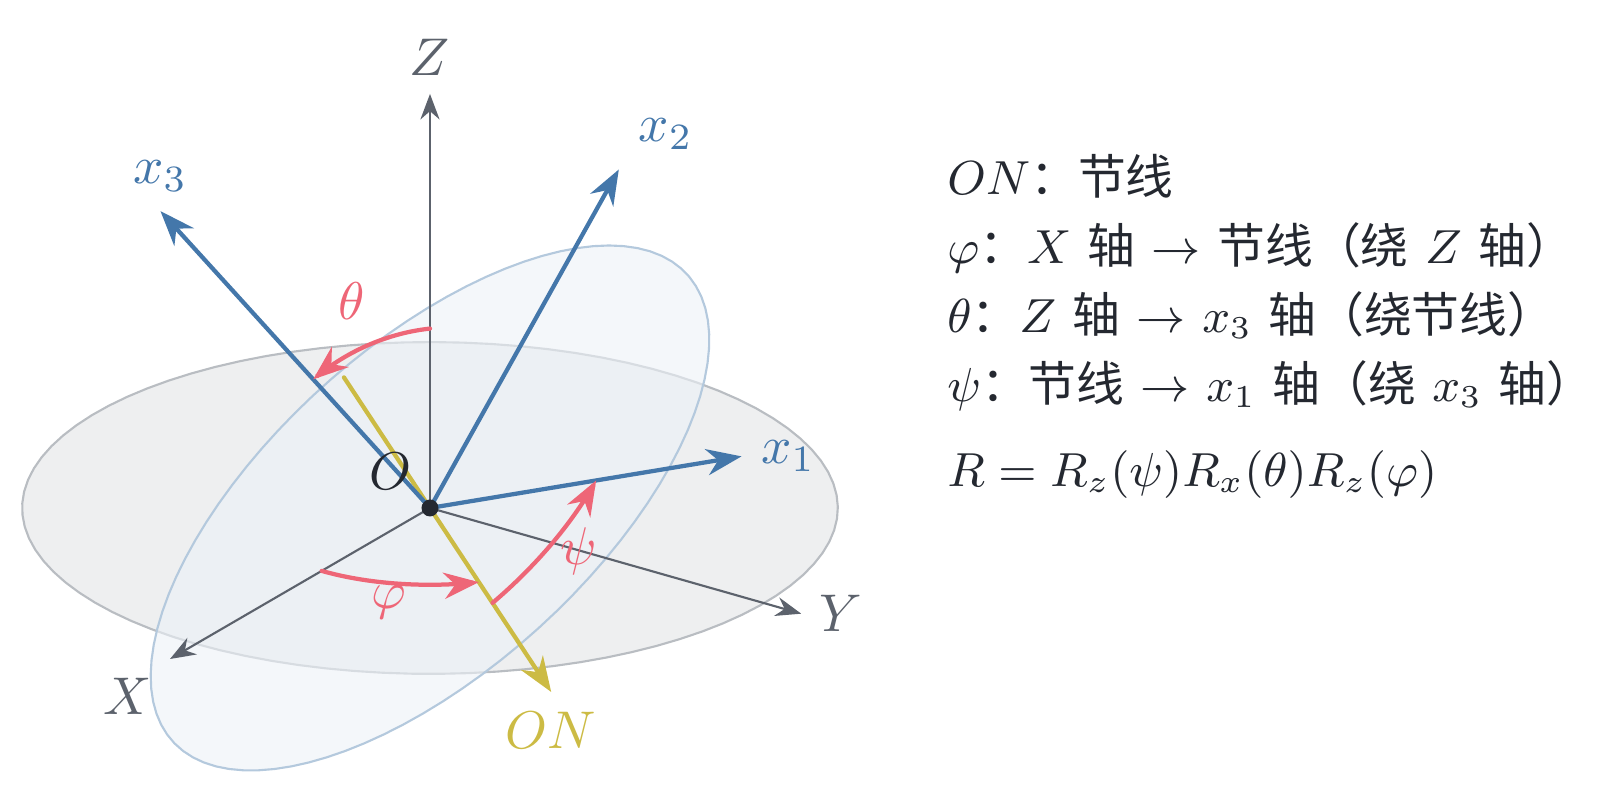 Z
x₂
x₃
θ
O
x₁
ψ
φ
Y
X
ON
ON：节线
φ：X 轴 → 节线（绕 Z 轴）
θ：Z 轴 → x₃ 轴（绕节线）
ψ：节线 → x₁ 轴（绕 x₃ 轴）
R = R_z(ψ)R_x(θ)R_z(φ)